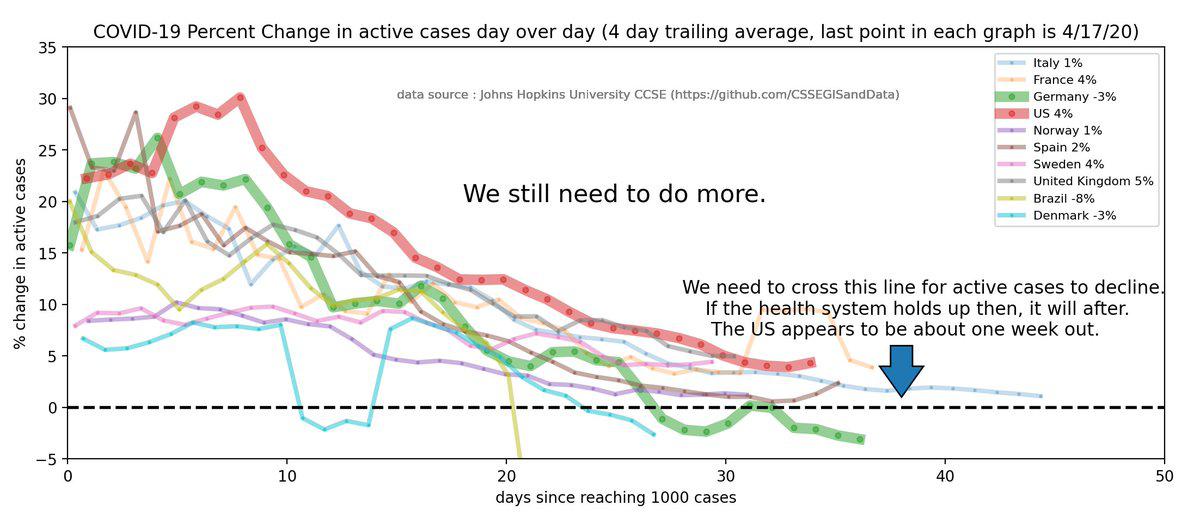 COVID-19 Percent Change in active cases day over day (4 day trailing average, last point in each graph is 4/17/20)
35
30
25
20
15
10
5
0
−5
% change in active cases
data source : Johns Hopkins University CCSE (https://github.com/CSSEGISandData)
We still need to do more.
Italy 1%
France 4%
Germany -3%
US 4%
Norway 1%
Spain 2%
Sweden 4%
United Kingdom 5%
Brazil -8%
Denmark -3%
We need to cross this line for active cases to decline.
If the health system holds up then, it will after.
The US appears to be about one week out.
0 10 20 30 40 50
days since reaching 1000 cases